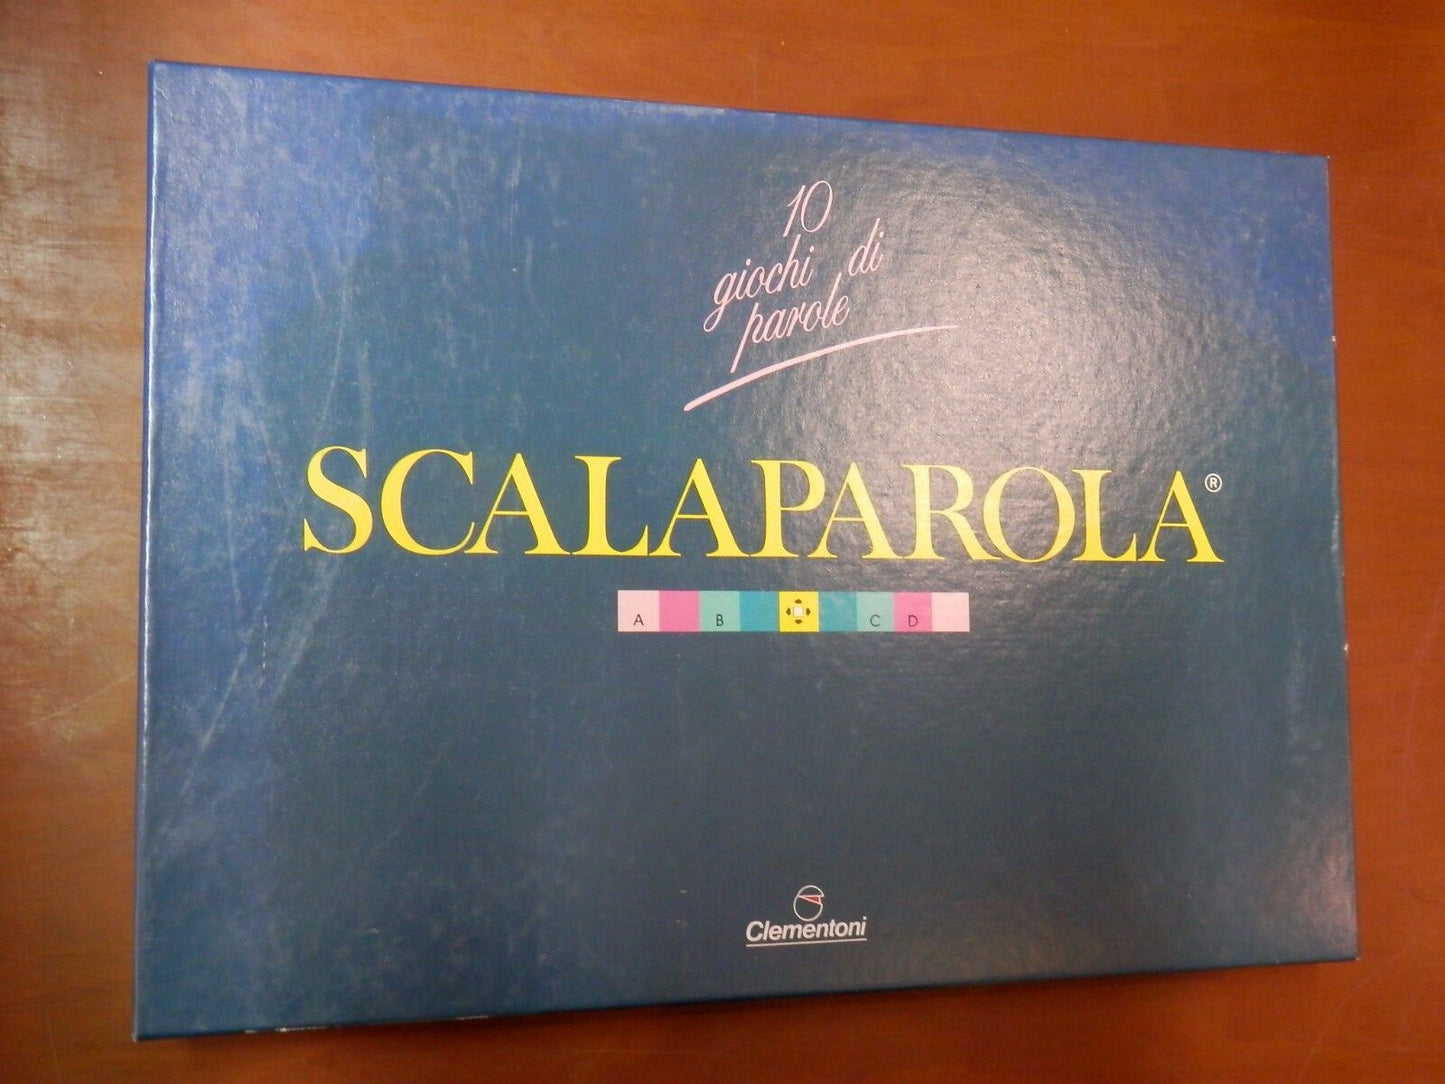 10
giochi di
parole
SCALAPAROLA®
A B C D
Clementoni